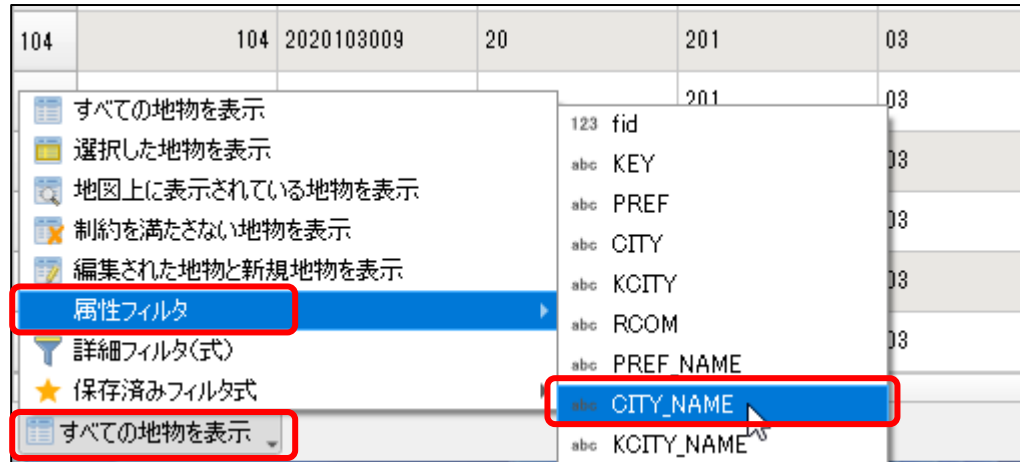 104 104 2020103009 20 201 03
201 03
すべての地物を表示
選択した地物を表示
地図上に表示されている地物を表示
制約を満たさない地物を表示
編集された地物と新規地物を表示
属性フィルタ
詳細フィルタ(式)
保存済みフィルタ式
すべての地物を表示
123 fid
abc KEY
abc PREF
abc CITY
abc KCITY
abc RCOM
abc PREF_NAME
abc CITY_NAME
abc KCITY_NAME
03
03
03
03